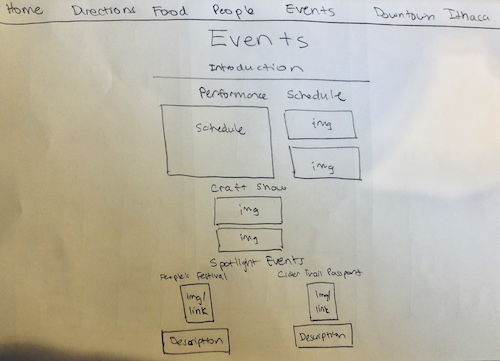 Home Directions Food People Events Downtown Ithaca
Events
Introduction
Performance Schedule
Schedule
img
img
Craft Show
img
img
Spotlight Events
People's Festival
Cider Trail Passport
img/
link
img/
link
Description
Description